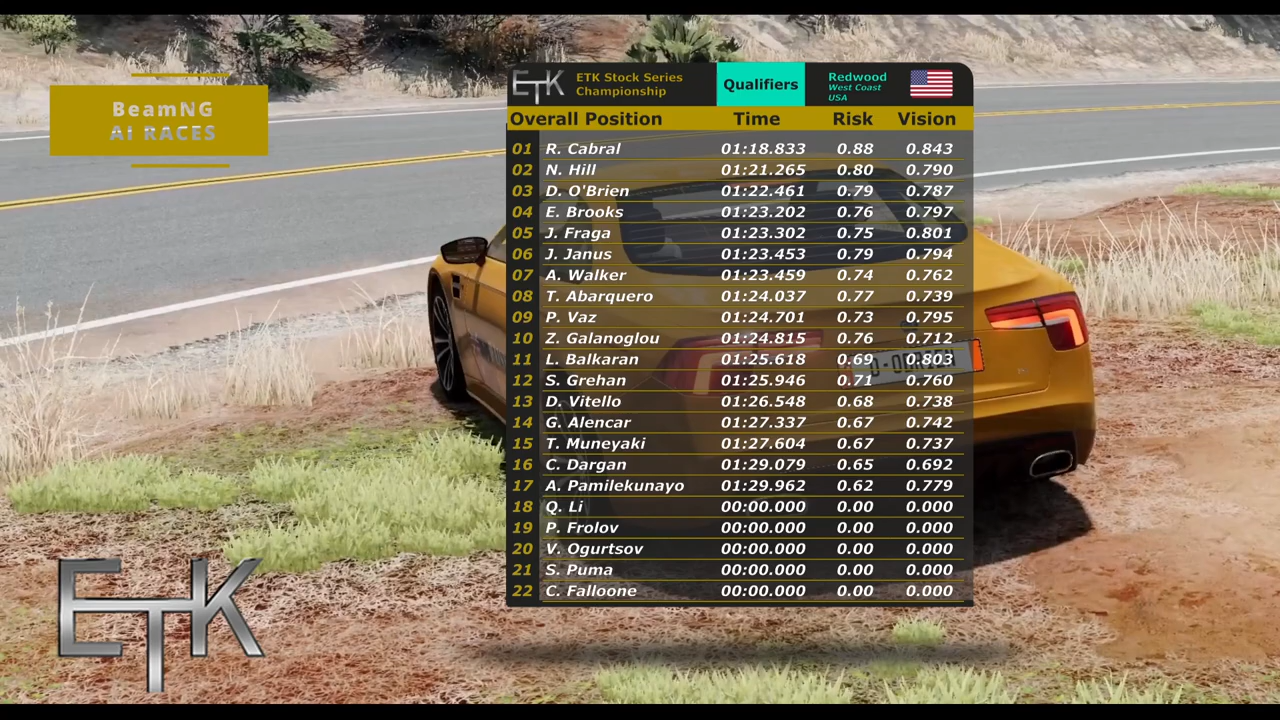 BeamNG
AI RACES
ETK
ETK Stock Series
Championship
Qualifiers
Redwood
West Coast
USA
Overall Position Time Risk Vision
01 R. Cabral 01:18.833 0.88 0.843
02 N. Hill 01:21.265 0.80 0.790
03 D. O'Brien 01:22.461 0.79 0.787
04 E. Brooks 01:23.202 0.76 0.797
05 J. Fraga 01:23.302 0.75 0.801
06 J. Janus 01:23.453 0.79 0.794
07 A. Walker 01:23.459 0.74 0.762
08 T. Abarquero 01:24.037 0.77 0.739
09 P. Vaz 01:24.701 0.73 0.795
10 Z. Galanoglou 01:24.815 0.76 0.712
11 L. Balkaran 01:25.618 0.69 0.803
12 S. Grehan 01:25.946 0.71 0.760
13 D. Vitello 01:26.548 0.68 0.738
14 G. Alencar 01:27.337 0.67 0.742
15 T. Muneyaki 01:27.604 0.67 0.737
16 C. Dargan 01:29.079 0.65 0.692
17 A. Pamilekunayo 01:29.962 0.62 0.779
18 Q. Li 00:00.000 0.00 0.000
19 P. Frolov 00:00.000 0.00 0.000
20 V. Ogurtsov 00:00.000 0.00 0.000
21 S. Puma 00:00.000 0.00 0.000
22 C. Falloone 00:00.000 0.00 0.000
ETK